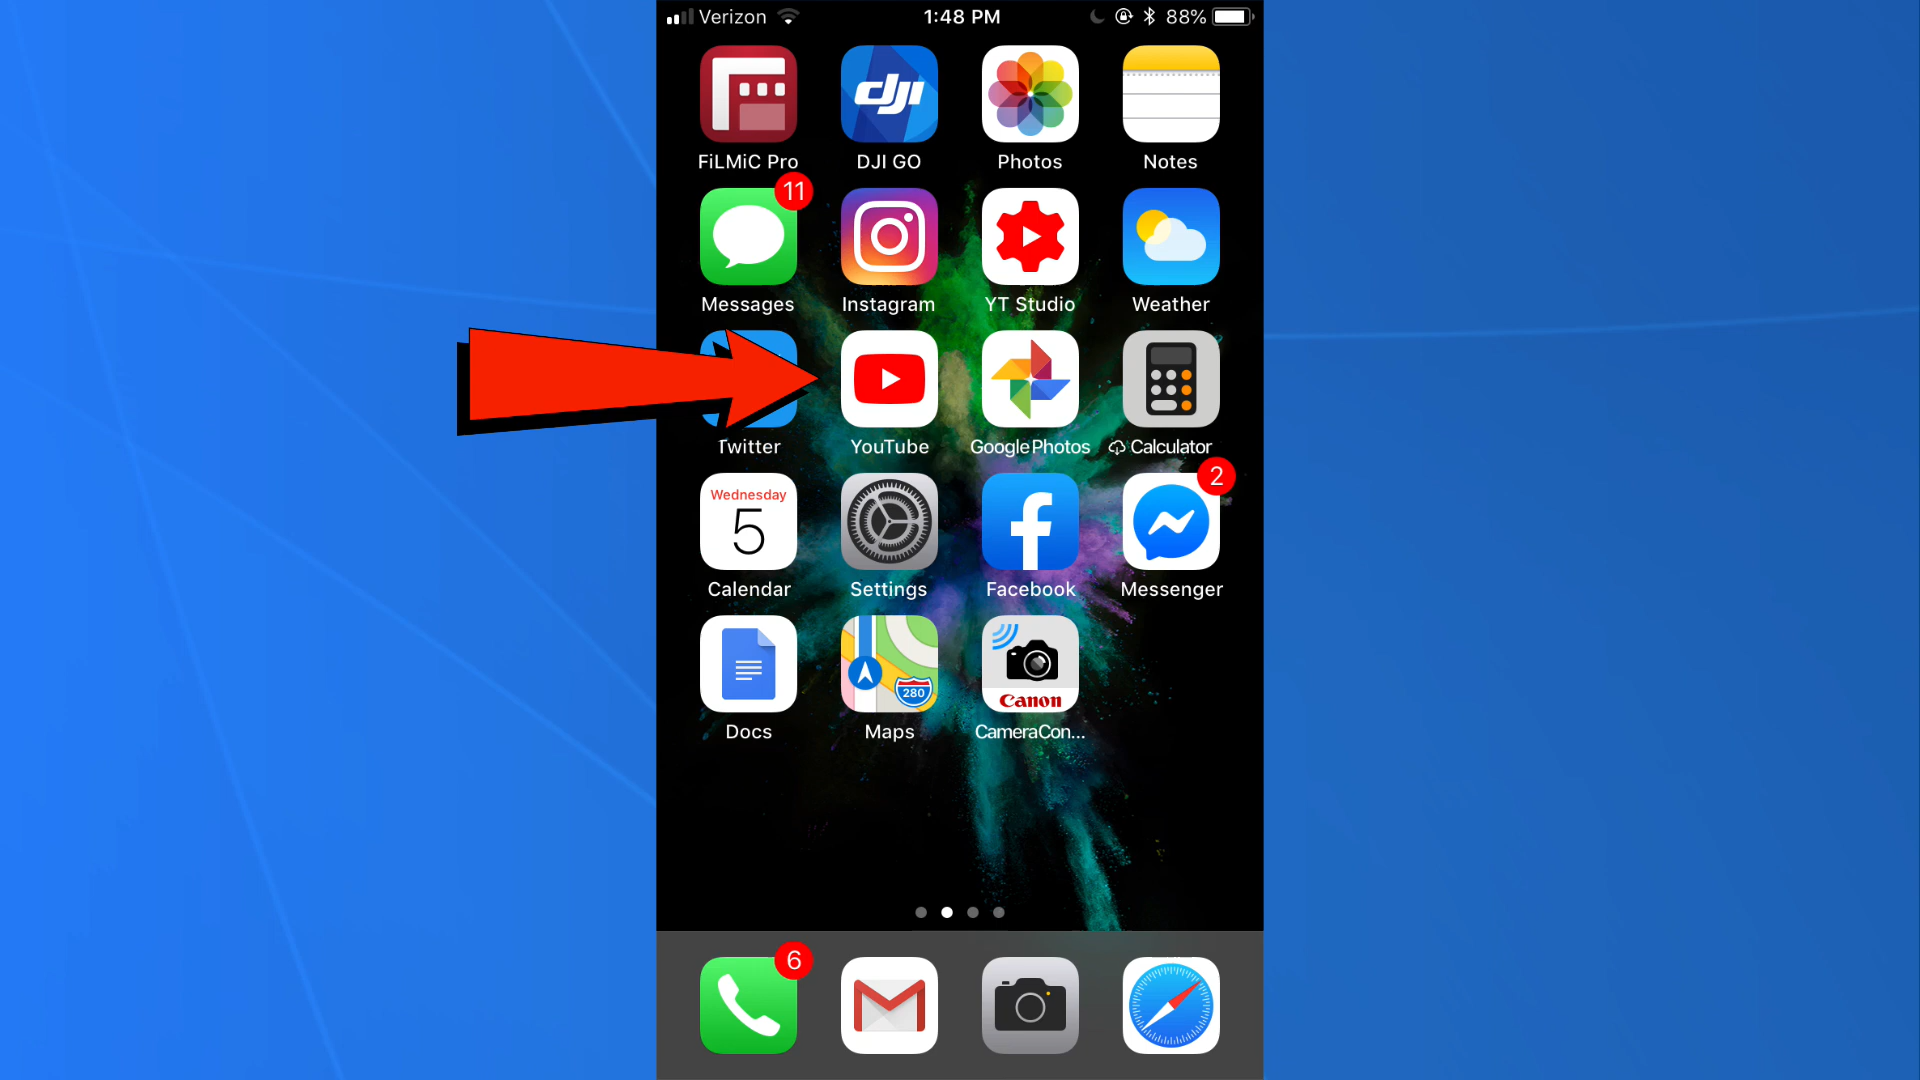 Verizon 1:48 PM 88%
dji
FiLMiC Pro DJI GO Photos Notes
11
Messages Instagram YT Studio Weather
Twitter YouTube Google Photos Calculator
Wednesday 2
5
Calendar Settings Facebook Messenger
280
Canon
Docs Maps CameraCon...
6